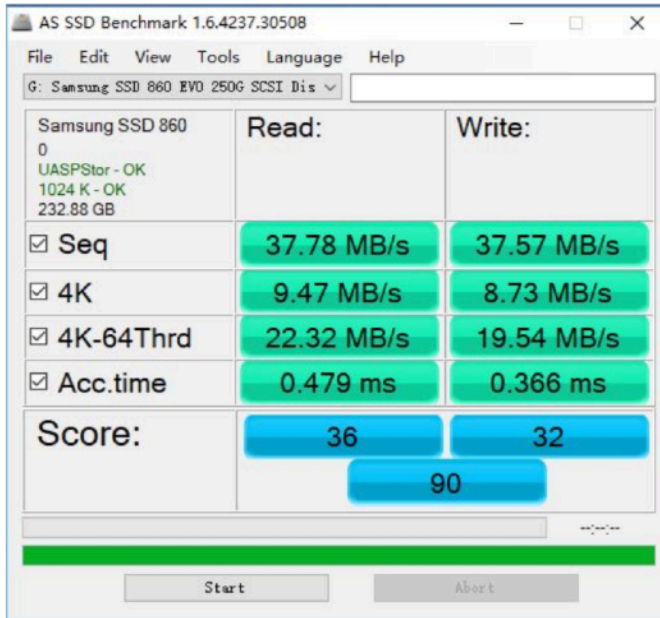 AS SSD Benchmark 1.6.4237.30508
File Edit View Tools Language Help
G: Samsung SSD 860 EVO 250G SCSI Dis
Samsung SSD 860
0
UASPStor - OK
1024 K - OK
232.88 GB
Read: Write:
Seq 37.78 MB/s 37.57 MB/s
4K 9.47 MB/s 8.73 MB/s
4K-64Thrd 22.32 MB/s 19.54 MB/s
Acc.time 0.479 ms 0.366 ms
Score: 36 32
90
--:--:--
Start Abort